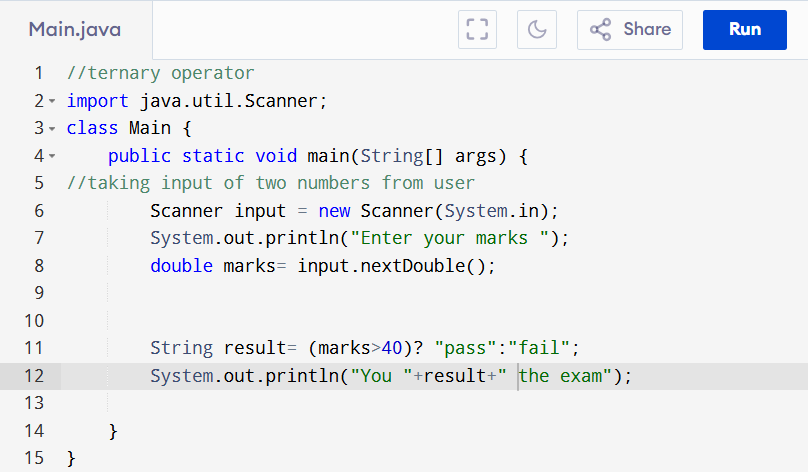 Main.java
Share
Run
1 //ternary operator
2 import java.util.Scanner;
3 class Main {
4     public static void main(String[] args) {
5 //taking input of two numbers from user
6         Scanner input = new Scanner(System.in);
7         System.out.println("Enter your marks ");
8         double marks= input.nextDouble();
9
10
11         String result= (marks>40)? "pass":"fail";
12         System.out.println("You "+result+" the exam");
13
14     }
15 }